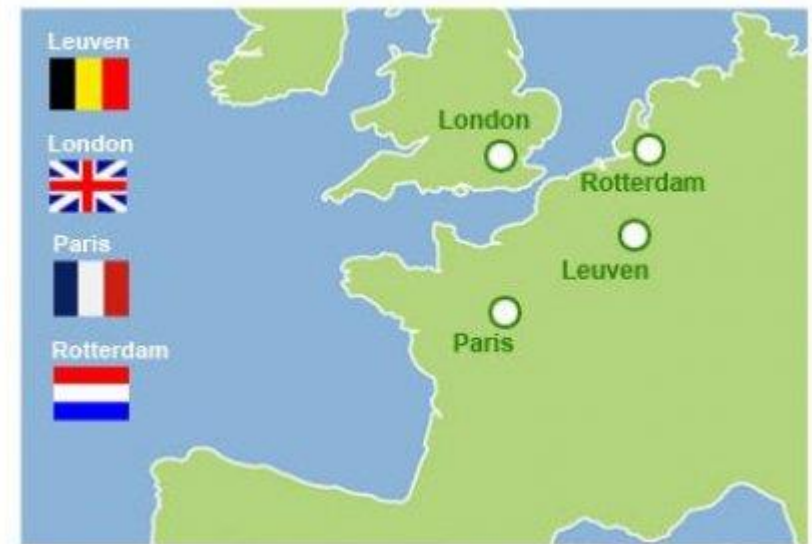 Leuven
London
Paris
Rotterdam
London
Rotterdam
Leuven
Paris